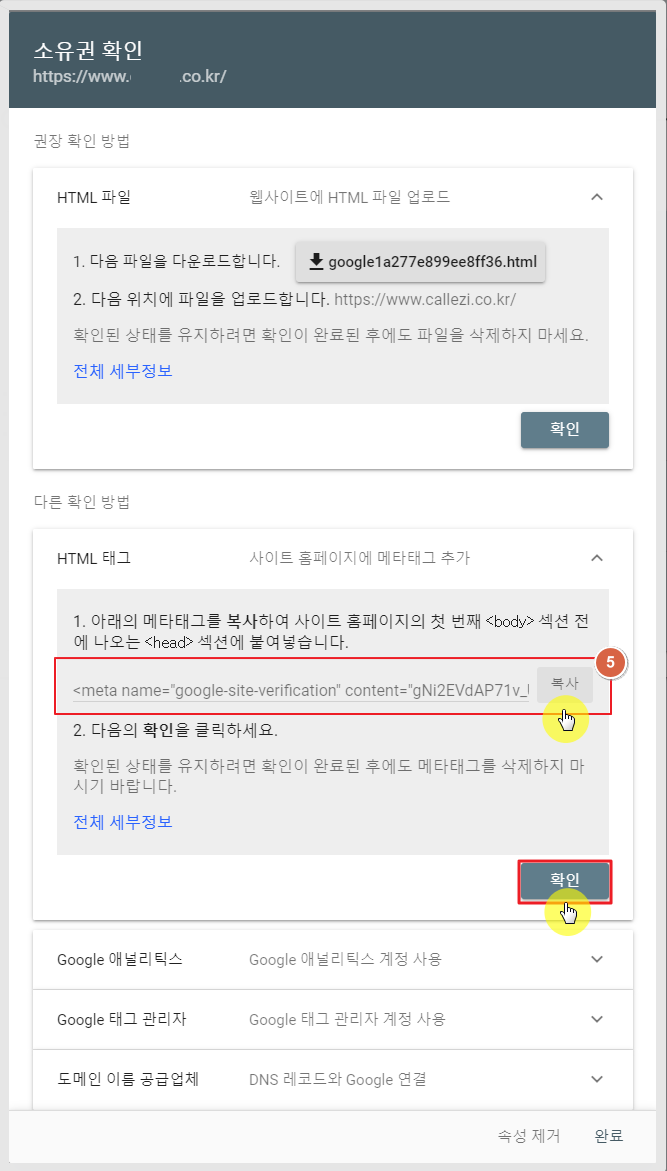 소유권 확인
https://www. .co.kr/
권장 확인 방법
HTML 파일 웹사이트에 HTML 파일 업로드
1. 다음 파일을 다운로드합니다. google1a277e899ee8ff36.html
2. 다음 위치에 파일을 업로드합니다. https://www.callezi.co.kr/
확인된 상태를 유지하려면 확인이 완료된 후에도 파일을 삭제하지 마세요.
전체 세부정보
확인
다른 확인 방법
HTML 태그 사이트 홈페이지에 메타태그 추가
1. 아래의 메타태그를 복사하여 사이트 홈페이지의 첫 번째 <body> 섹션 전
에 나오는 <head> 섹션에 붙여넣습니다.
5
<meta name="google-site-verification" content="gNi2EVdAP71v_ 복사
2. 다음의 확인을 클릭하세요.
확인된 상태를 유지하려면 확인이 완료된 후에도 메타태그를 삭제하지 마
시기 바랍니다.
전체 세부정보
확인
Google 애널리틱스 Google 애널리틱스 계정 사용
Google 태그 관리자 Google 태그 관리자 계정 사용
도메인 이름 공급업체 DNS 레코드와 Google 연결
속성 제거 완료